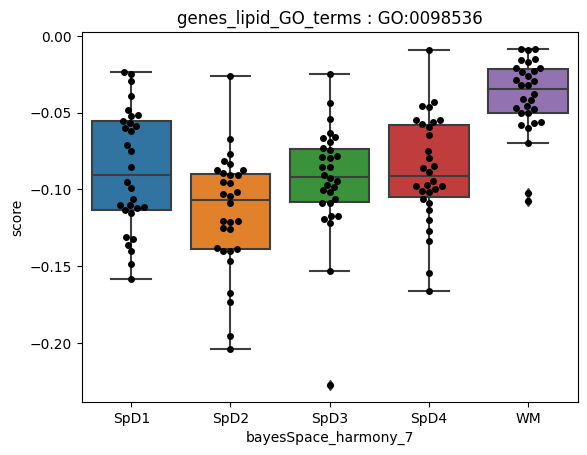 genes_lipid_GO_terms : GO:0098536
0.00
−0.05
−0.10
−0.15
−0.20
score
SpD1 SpD2 SpD3 SpD4 WM
bayesSpace_harmony_7